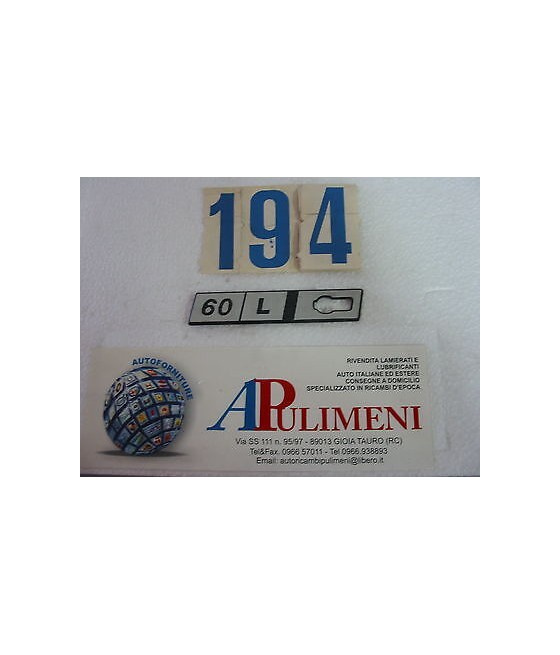 194
60 L
AUTOFORNITURE
RIVENDITA LAMIERATI E
LUBRIFICANTI
AUTO ITALIANE ED ESTERE
CONSEGNE A DOMICILIO
SPECIALIZZATO IN RICAMBI D'EPOCA
APULIMENI
Via SS 111 n. 95/97 - 89013 GIOIA TAURO (RC)
Tel&Fax. 0966 57011 - Tel 0966.938893
Email: autoricambipulimeni@libero.it